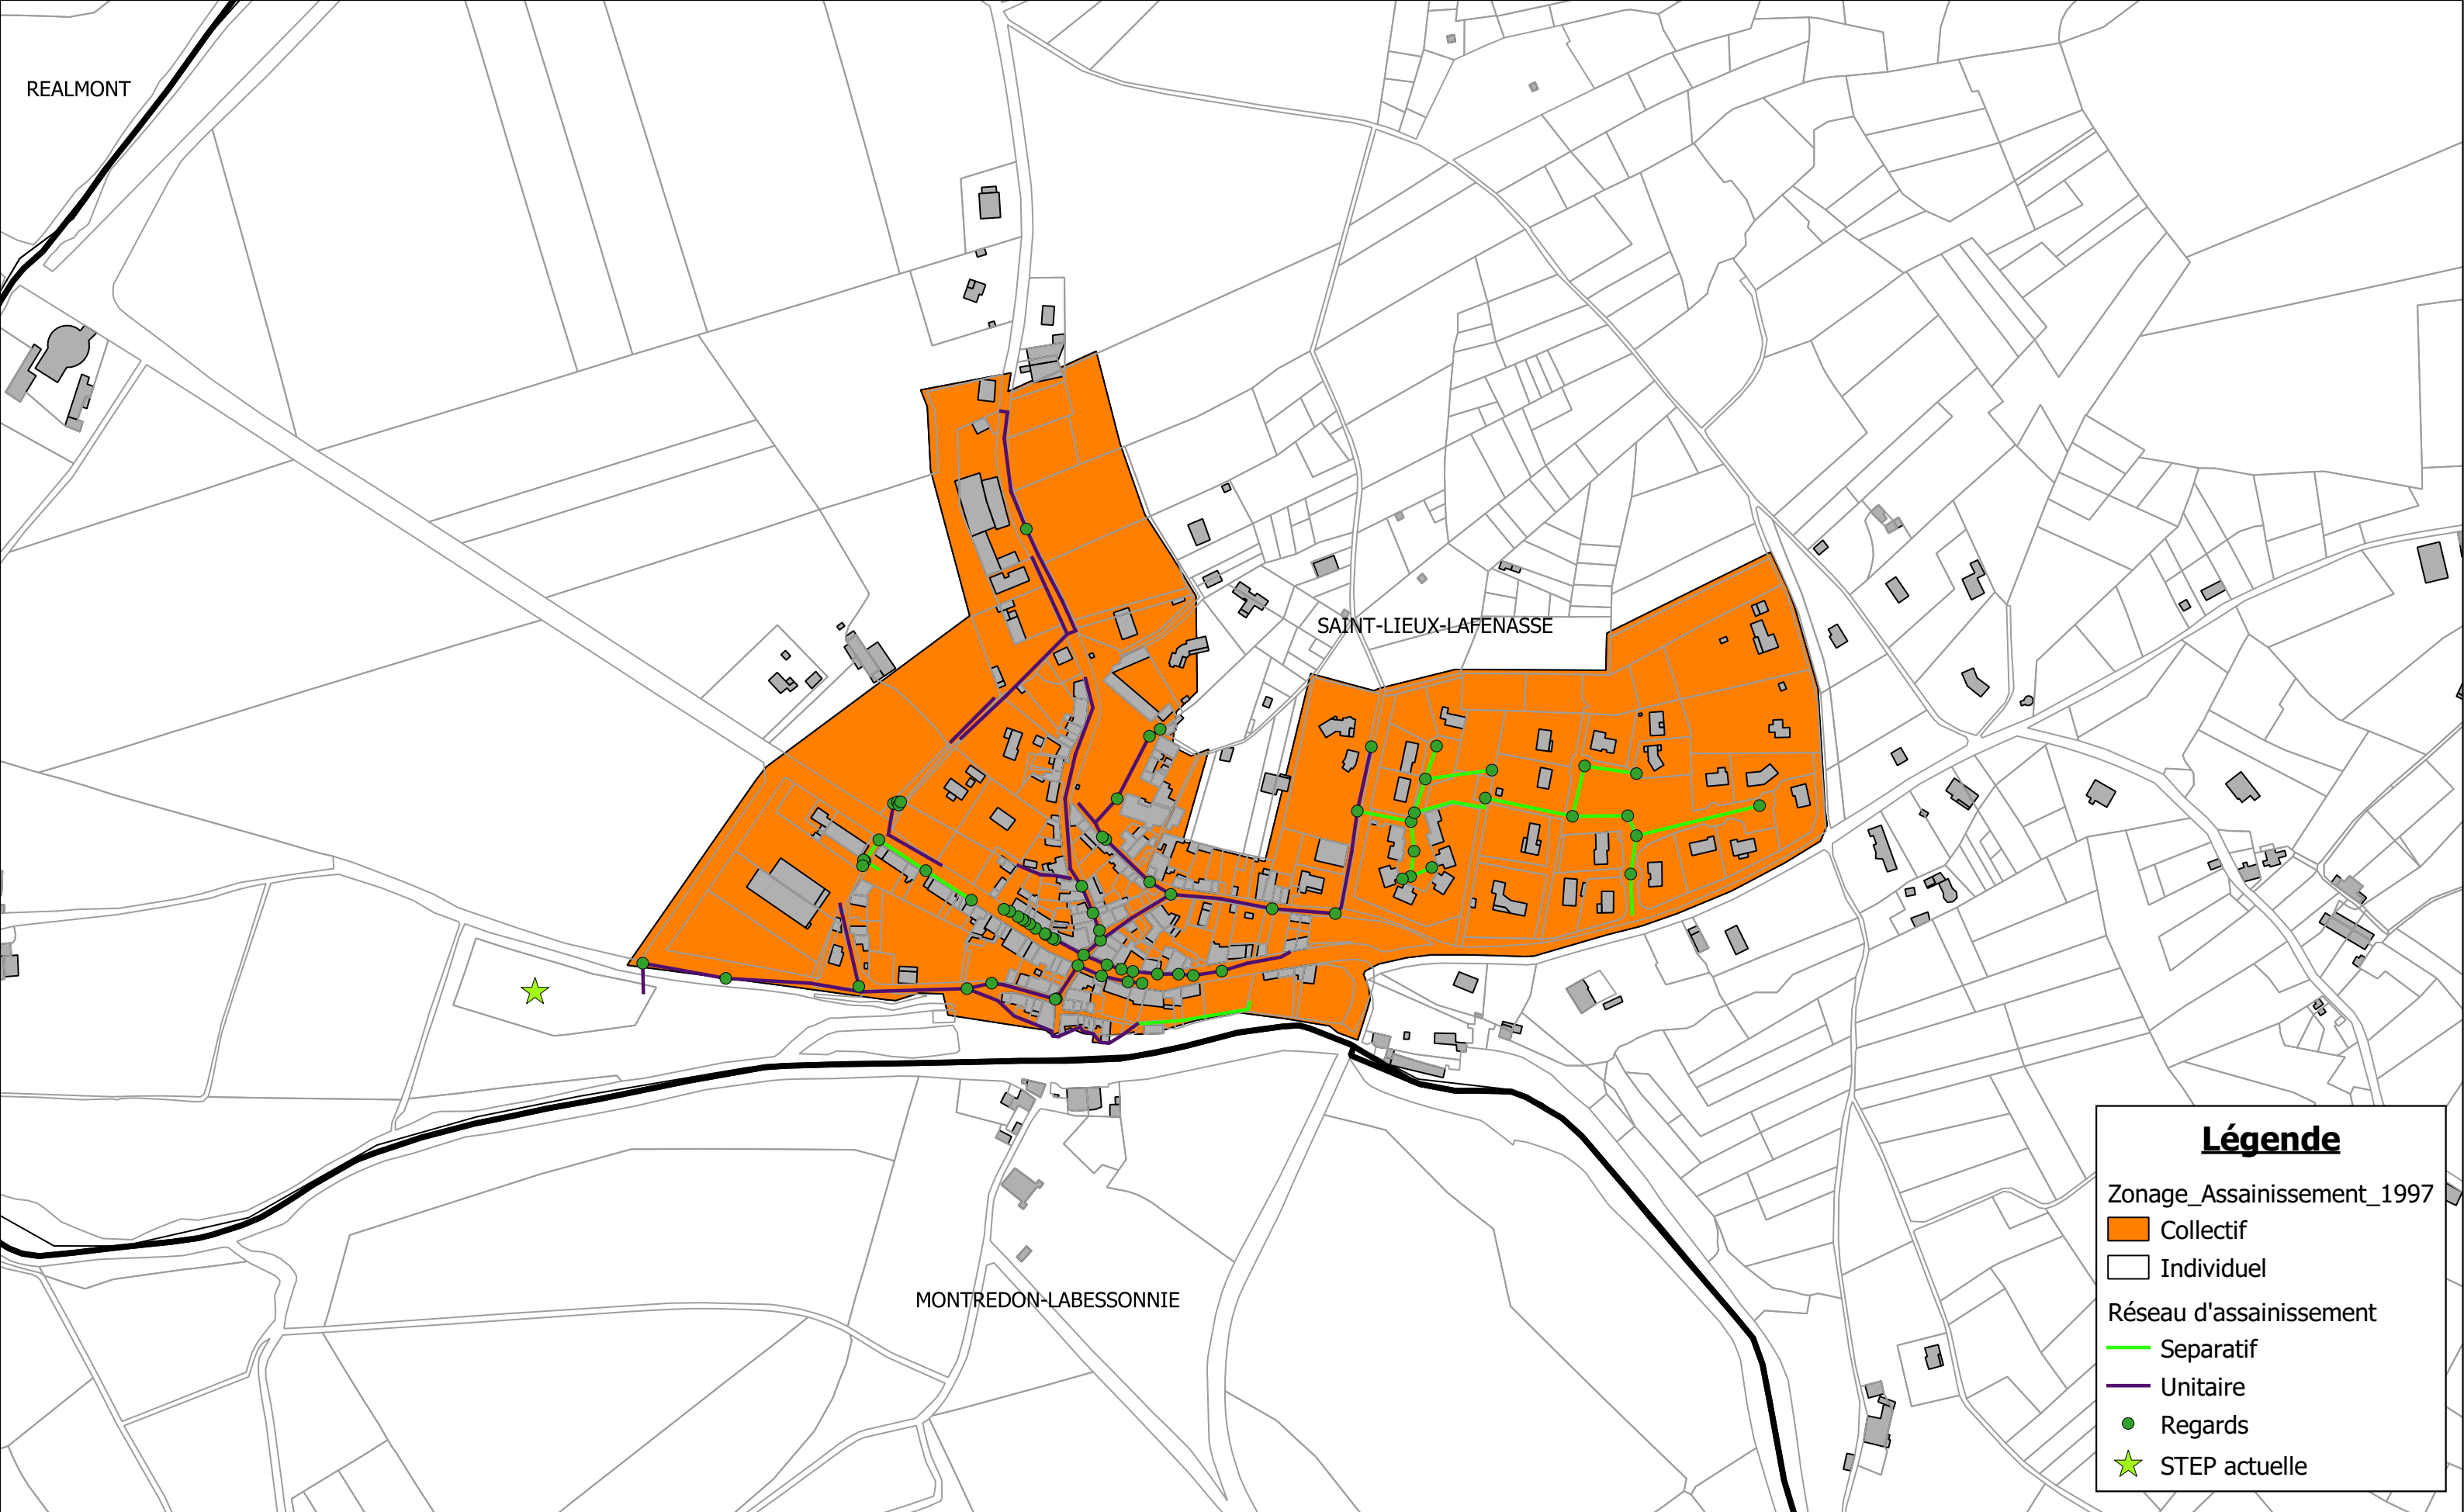 REALMONT
SAINT-LIEUX-LAFENASSE
MONTREDON-LABESSONNIE
Légende
Zonage_Assainissement_1997
Collectif
Individuel
Réseau d'assainissement
Separatif
Unitaire
Regards
STEP actuelle